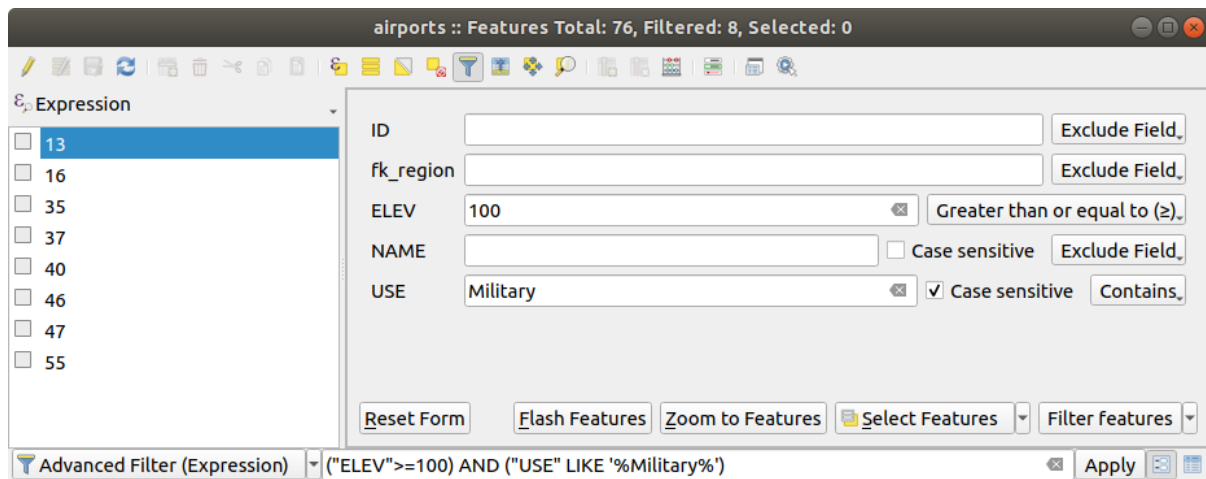 airports :: Features Total: 76, Filtered: 8, Selected: 0
Expression
13
16
35
37
40
46
47
55
ID Exclude Field
fk_region Exclude Field
ELEV 100 Greater than or equal to (≥)
NAME Case sensitive Exclude Field
USE Military Case sensitive Contains
Reset Form Flash Features Zoom to Features Select Features Filter features
Advanced Filter (Expression) ("ELEV">=100) AND ("USE" LIKE '%Military%') Apply